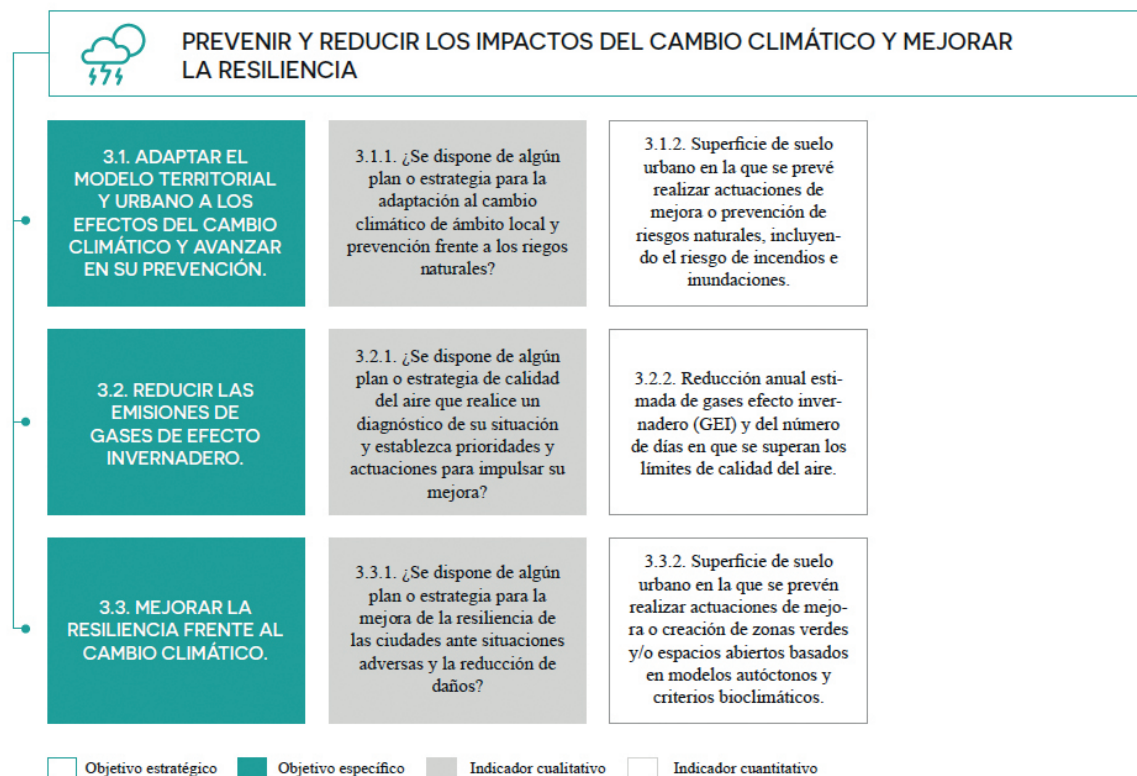 PREVENIR Y REDUCIR LOS IMPACTOS DEL CAMBIO CLIMÁTICO Y MEJORAR
LA RESILIENCIA
3.1. ADAPTAR EL
MODELO TERRITORIAL
Y URBANO A LOS
EFECTOS DEL CAMBIO
CLIMÁTICO Y AVANZAR
EN SU PREVENCIÓN.
3.1.1. ¿Se dispone de algún
plan o estrategia para la
adaptación al cambio
climático de ámbito local y
prevención frente a los riegos
naturales?
3.1.2. Superficie de suelo
urbano en la que se prevé
realizar actuaciones de
mejora o prevención de
riesgos naturales, incluyen-
do el riesgo de incendios e
inundaciones.
3.2. REDUCIR LAS
EMISIONES DE
GASES DE EFECTO
INVERNADERO.
3.2.1. ¿Se dispone de algún
plan o estrategia de calidad
del aire que realice un
diagnóstico de su situación
y establezca prioridades y
actuaciones para impulsar su
mejora?
3.2.2. Reducción anual esti-
mada de gases efecto inver-
nadero (GEI) y del número
de días en que se superan los
límites de calidad del aire.
3.3. MEJORAR LA
RESILIENCIA FRENTE AL
CAMBIO CLIMÁTICO.
3.3.1. ¿Se dispone de algún
plan o estrategia para la
mejora de la resiliencia de
las ciudades ante situaciones
adversas y la reducción de
daños?
3.3.2. Superficie de suelo
urbano en la que se prevén
realizar actuaciones de mejo-
ra o creación de zonas verdes
y/o espacios abiertos basados
en modelos autóctonos y
criterios bioclimáticos.
Objetivo estratégico Objetivo específico Indicador cualitativo Indicador cuantitativo